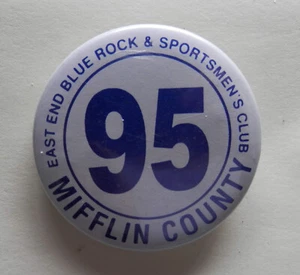 EAST END BLUE ROCK & SPORTSMEN'S CLUB
95
MIFFLIN COUNTY